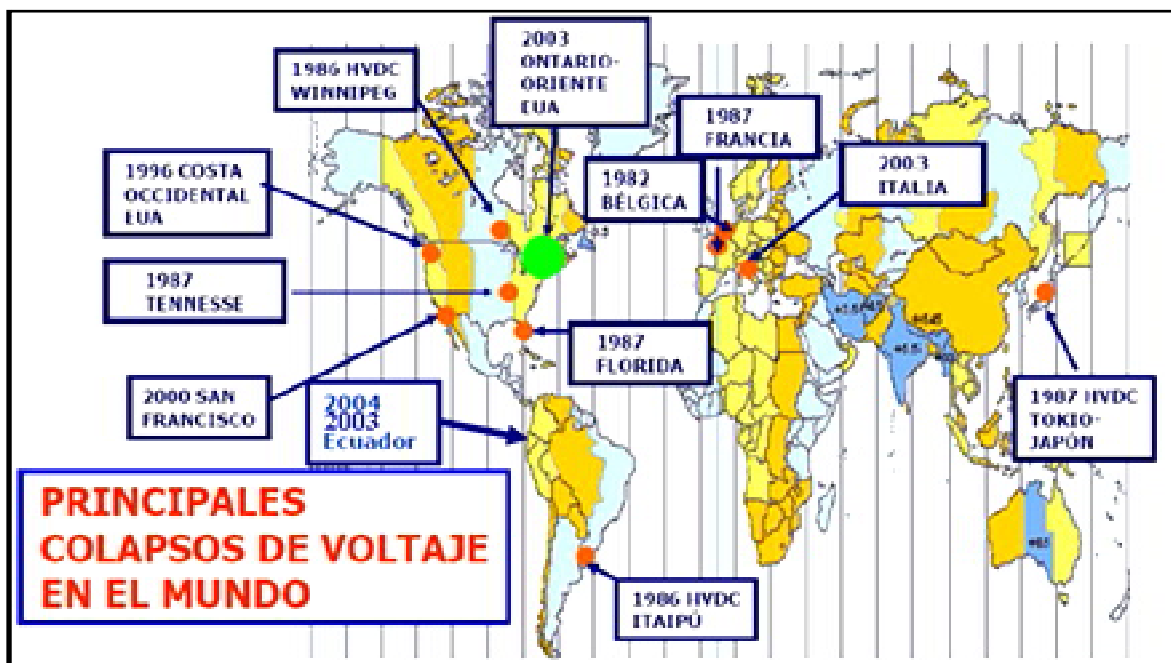 2003
ONTARIO-
ORIENTE
EUA
1986 HVDC
WINNIPEG
1987
FRANCIA
1996 COSTA
OCCIDENTAL
EUA
1982
BÉLGICA
2003
ITALIA
1987
TENNESSE
1987
FLORIDA
2000 SAN
FRANCISCO
2004
2003
Ecuador
1987 HVDC
TOKIO-
JAPÓN
PRINCIPALES
COLAPSOS DE VOLTAJE
EN EL MUNDO
1986 HVDC
ITAIPÚ